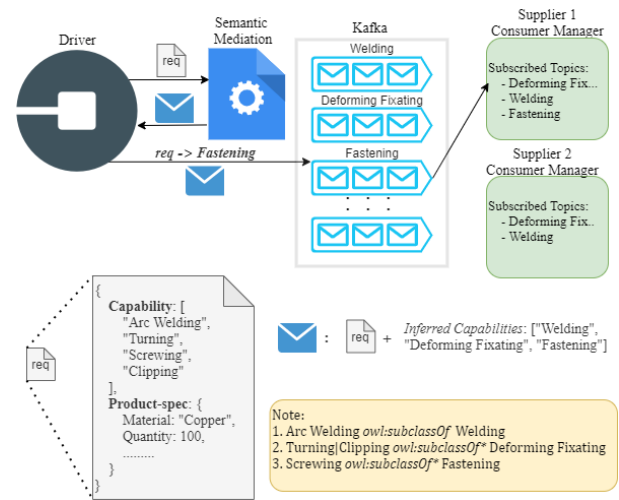 Driver
req
Semantic
Mediation
req -> Fastening
Kafka
Welding
Deforming Fixating
Fastening
. . .
Supplier 1
Consumer Manager
Subscribed Topics:
- Deforming Fix...
- Welding
- Fastening
Supplier 2
Consumer Manager
Subscribed Topics:
- Deforming Fix..
- Welding
req
{
Capability: [
"Arc Welding",
"Turning",
"Screwing",
"Clipping"
],
Product-spec: {
Material: "Copper",
Quantity: 100,
.........
}
}
: req + Inferred Capabilities: ["Welding",
"Deforming Fixating", "Fastening"]
Note:
1. Arc Welding owl:subclassOf Welding
2. Turning|Clipping owl:subclassOf* Deforming Fixating
3. Screwing owl:subclassOf* Fastening